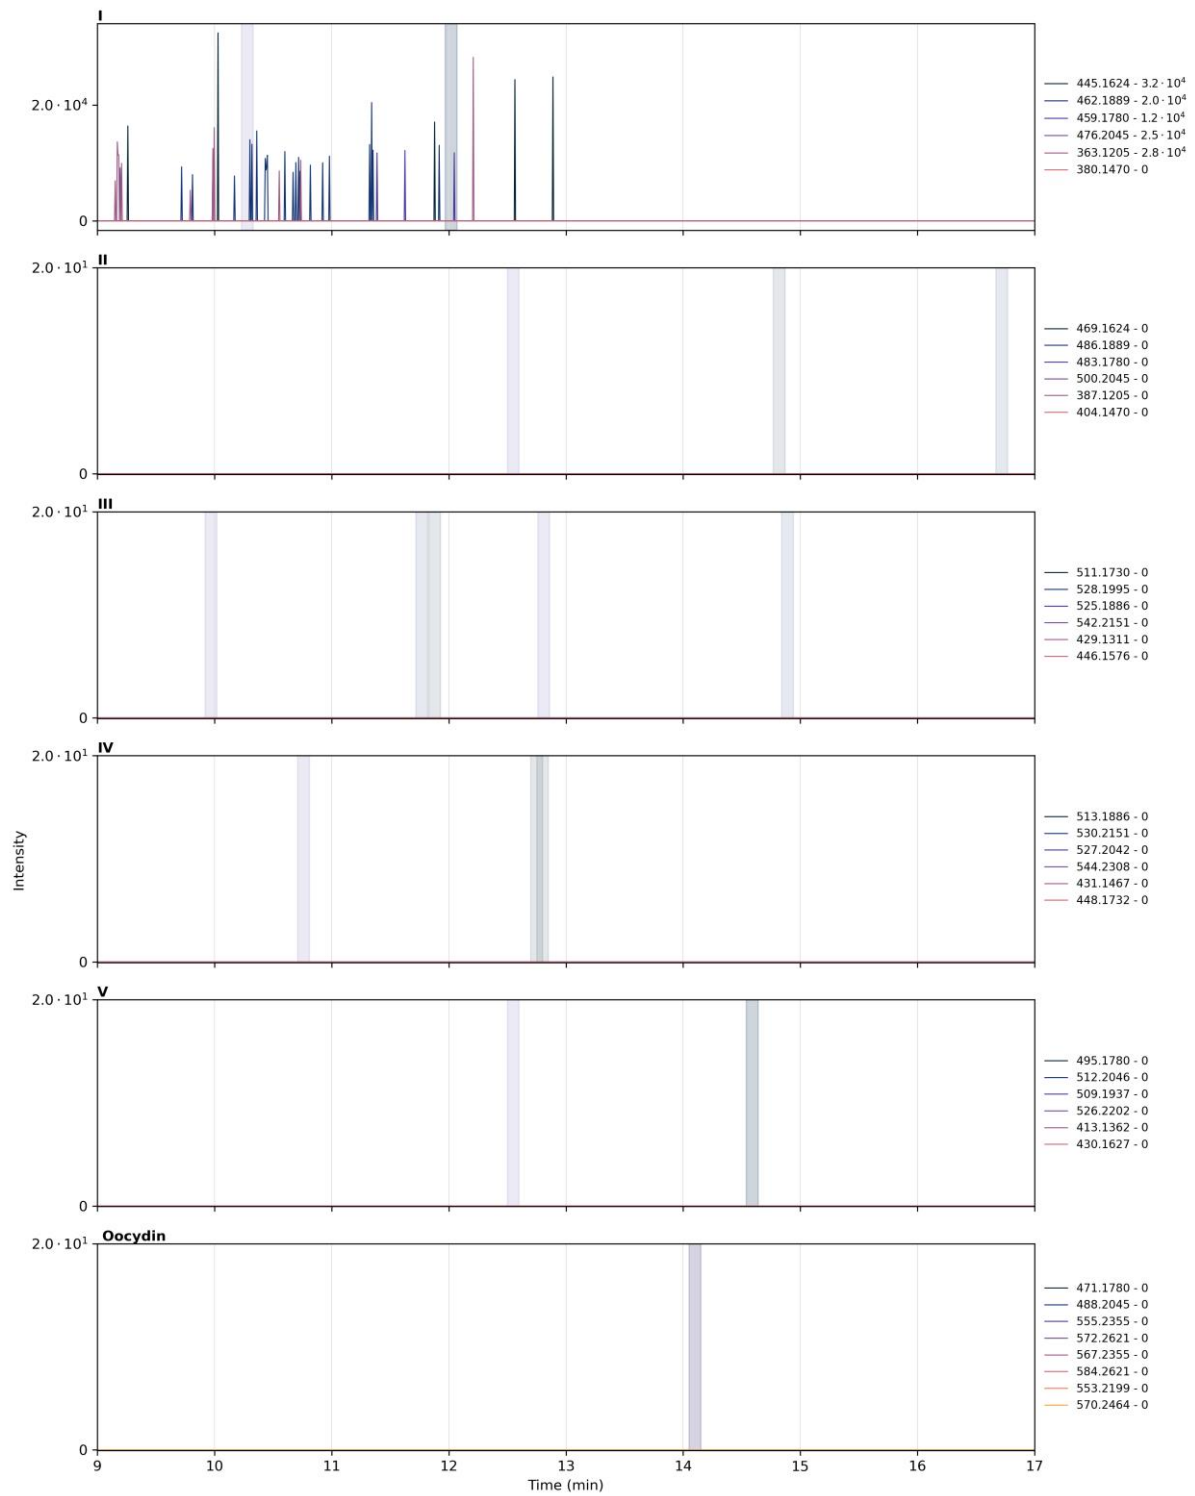 I
2.0 · 10⁴
0
445.1624 - 3.2 · 10⁴
462.1889 - 2.0 · 10⁴
459.1780 - 1.2 · 10⁴
476.2045 - 2.5 · 10⁴
363.1205 - 2.8 · 10⁴
380.1470 - 0
II
2.0 · 10¹
0
469.1624 - 0
486.1889 - 0
483.1780 - 0
500.2045 - 0
387.1205 - 0
404.1470 - 0
III
2.0 · 10¹
0
511.1730 - 0
528.1995 - 0
525.1886 - 0
542.2151 - 0
429.1311 - 0
446.1576 - 0
IV
2.0 · 10¹
0
513.1886 - 0
530.2151 - 0
527.2042 - 0
544.2308 - 0
431.1467 - 0
448.1732 - 0
Intensity
V
2.0 · 10¹
0
495.1780 - 0
512.2046 - 0
509.1937 - 0
526.2202 - 0
413.1362 - 0
430.1627 - 0
Oocydin
2.0 · 10¹
0
471.1780 - 0
488.2045 - 0
555.2355 - 0
572.2621 - 0
567.2355 - 0
584.2621 - 0
553.2199 - 0
570.2464 - 0
9 10 11 12 13 14 15 16 17
Time (min)